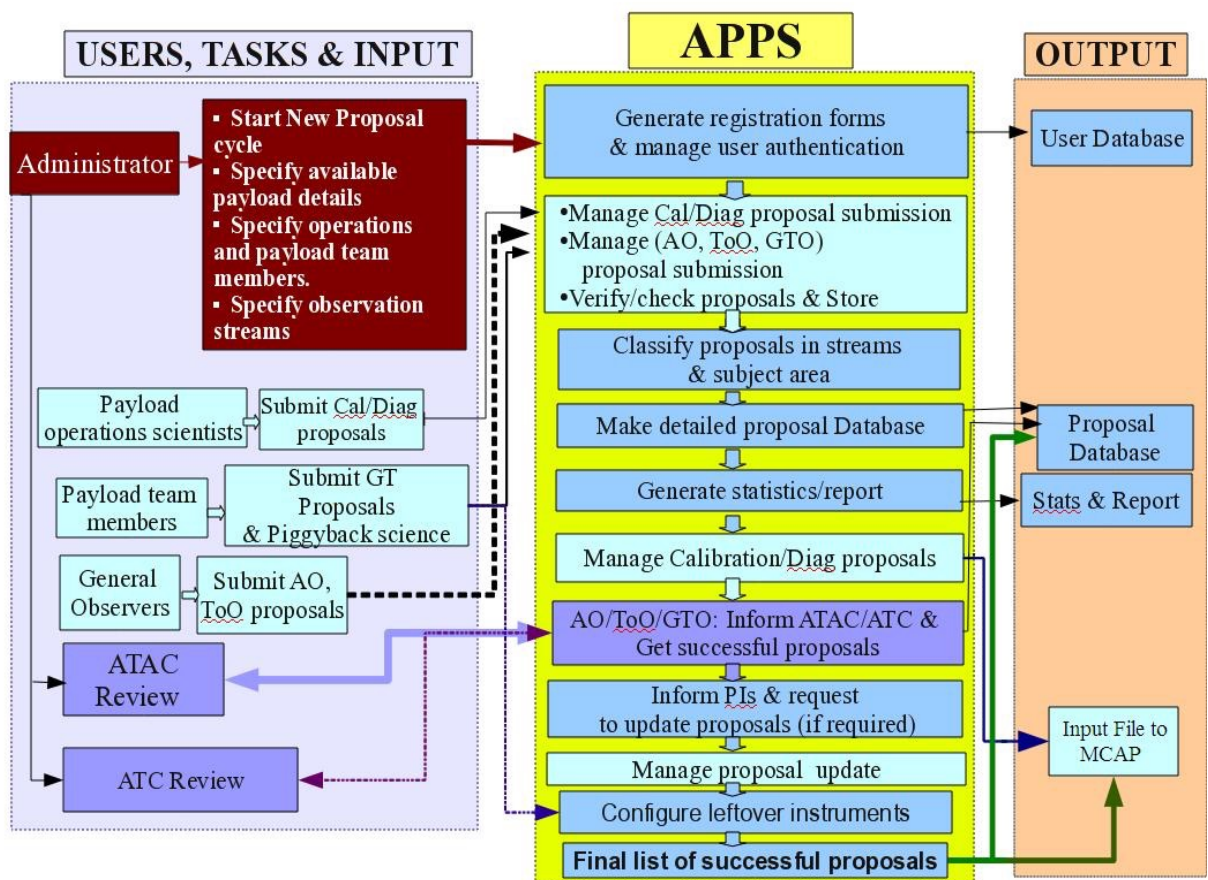 USERS, TASKS & INPUT
Administrator
▪ Start New Proposal
cycle
▪ Specify available
payload details
▪ Specify operations
and payload team
members.
▪ Specify observation
streams
Payload
operations scientists
Submit Cal/Diag
proposals
Payload team
members
Submit GT
Proposals
& Piggyback science
General
Observers
Submit AO,
ToO proposals
ATAC
Review
ATC Review
APPS
Generate registration forms
& manage user authentication
•Manage Cal/Diag proposal submission
•Manage (AO, ToO, GTO)
proposal submission
•Verify/check proposals & Store
Classify proposals in streams
& subject area
Make detailed proposal Database
Generate statistics/report
Manage Calibration/Diag proposals
AO/ToO/GTO: Inform ATAC/ATC &
Get successful proposals
Inform PIs & request
to update proposals (if required)
Manage proposal update
Configure leftover instruments
Final list of successful proposals
OUTPUT
User Database
Proposal
Database
Stats & Report
Input File to
MCAP